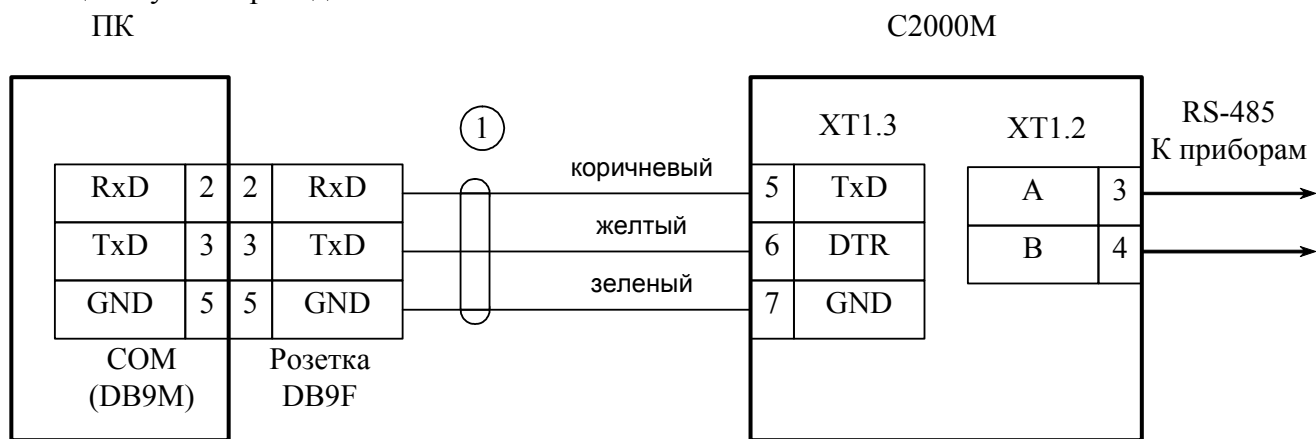 ПК
С2000М
1
XT1.3
XT1.2
RS-485
К приборам
RxD 2 2 RxD
коричневый
5 TxD
A 3
TxD 3 3 TxD
желтый
6 DTR
B 4
GND 5 5 GND
зеленый
7 GND
COM
(DB9M)
Розетка
DB9F